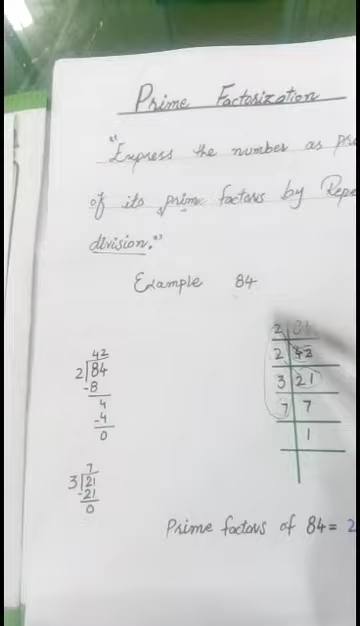 Prime Factorization
"Express the number as
of its prime factors by
division."
Example 84
42
2 84
-8
4
-4
0
7
3 21
-21
0
2 84
2 42
3 21
7 7
1
Prime factors of 84 = 2